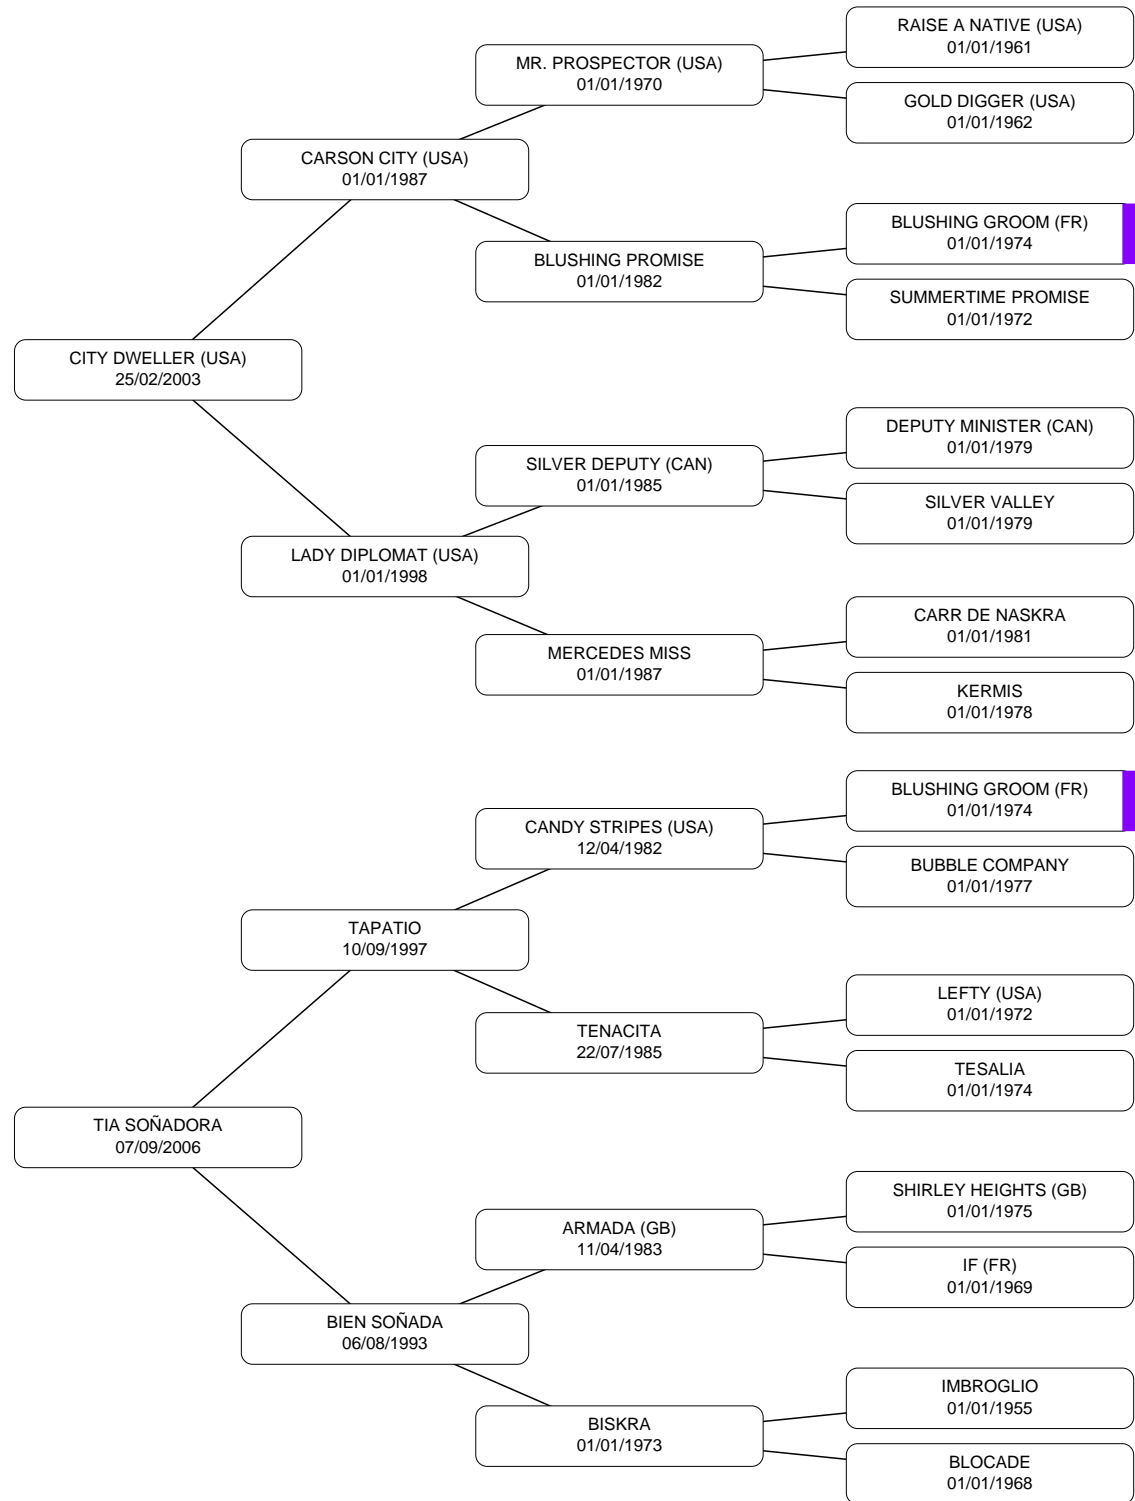 RAISE A NATIVE (USA)
01/01/1961
MR. PROSPECTOR (USA)
01/01/1970
GOLD DIGGER (USA)
01/01/1962
CARSON CITY (USA)
01/01/1987
BLUSHING GROOM (FR)
01/01/1974
BLUSHING PROMISE
01/01/1982
SUMMERTIME PROMISE
01/01/1972
CITY DWELLER (USA)
25/02/2003
DEPUTY MINISTER (CAN)
01/01/1979
SILVER DEPUTY (CAN)
01/01/1985
SILVER VALLEY
01/01/1979
LADY DIPLOMAT (USA)
01/01/1998
CARR DE NASKRA
01/01/1981
MERCEDES MISS
01/01/1987
KERMIS
01/01/1978
BLUSHING GROOM (FR)
01/01/1974
CANDY STRIPES (USA)
12/04/1982
BUBBLE COMPANY
01/01/1977
TAPATIO
10/09/1997
LEFTY (USA)
01/01/1972
TENACITA
22/07/1985
TESALIA
01/01/1974
TIA SOÑADORA
07/09/2006
SHIRLEY HEIGHTS (GB)
01/01/1975
ARMADA (GB)
11/04/1983
IF (FR)
01/01/1969
BIEN SOÑADA
06/08/1993
IMBROGLIO
01/01/1955
BISKRA
01/01/1973
BLOCADE
01/01/1968